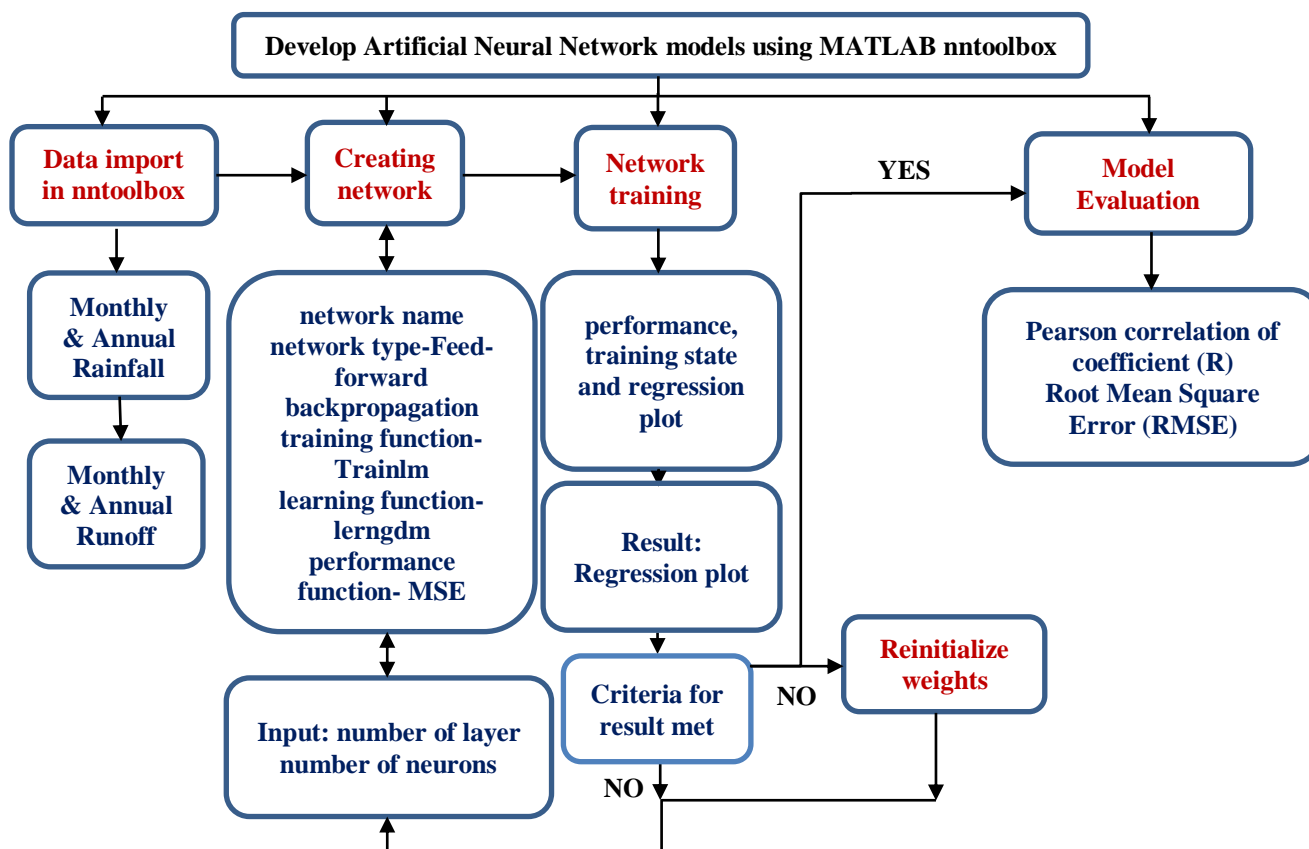 Develop Artificial Neural Network models using MATLAB nntoolbox
Data import
in nntoolbox
Creating
network
Network
training
YES
Model
Evaluation
Monthly
& Annual
Rainfall
Monthly
& Annual
Runoff
network name
network type-Feed-
forward
backpropagation
training function-
Trainlm
learning function-
lerngdm
performance
function- MSE
Input: number of layer
number of neurons
performance,
training state
and regression
plot
Result:
Regression plot
Criteria for
result met
NO
NO
Reinitialize
weights
Pearson correlation of
coefficient (R)
Root Mean Square
Error (RMSE)